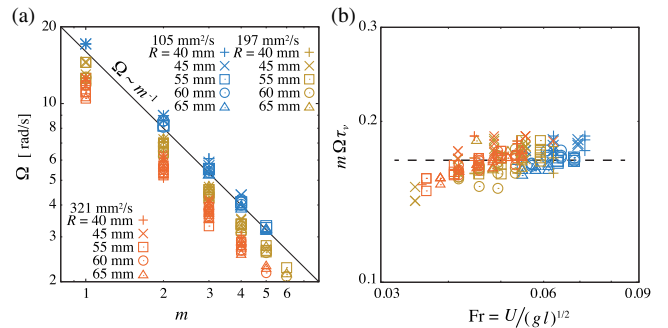 (a)
20
10
6
5
4
3
2
Ω [ rad/s]
1
2
3
4
5
6
m
Ω ~ m⁻¹
105 mm²/s
R = 40 mm
45 mm
55 mm
60 mm
65 mm
197 mm²/s
R = 40 mm
45 mm
55 mm
60 mm
65 mm
321 mm²/s
R = 40 mm
45 mm
55 mm
60 mm
65 mm
(b)
0.3
0.2
0.1
m Ω τᵥ
0.03
0.06
0.09
Fr = U/(g l)^{1/2}